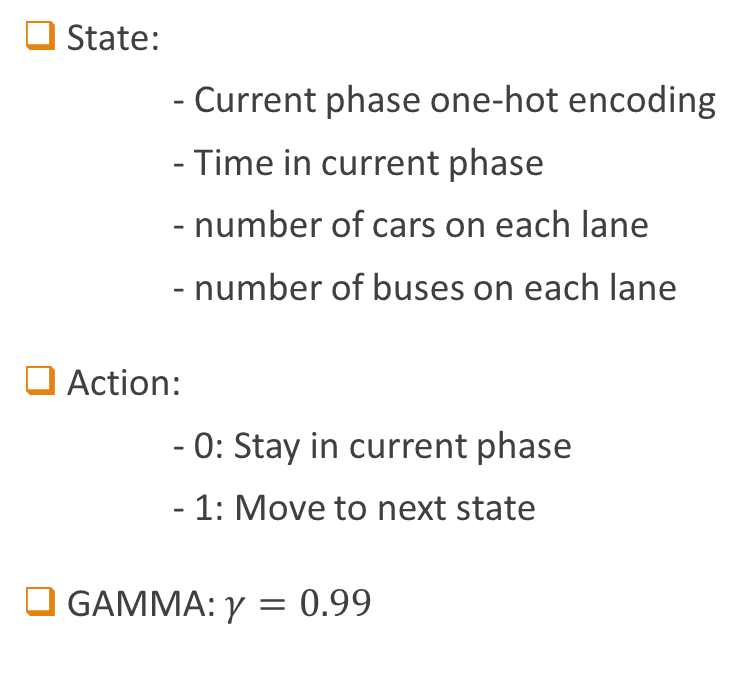 State:
- Current phase one-hot encoding
- Time in current phase
- number of cars on each lane
- number of buses on each lane
Action:
- 0: Stay in current phase
- 1: Move to next state
GAMMA: γ = 0.99